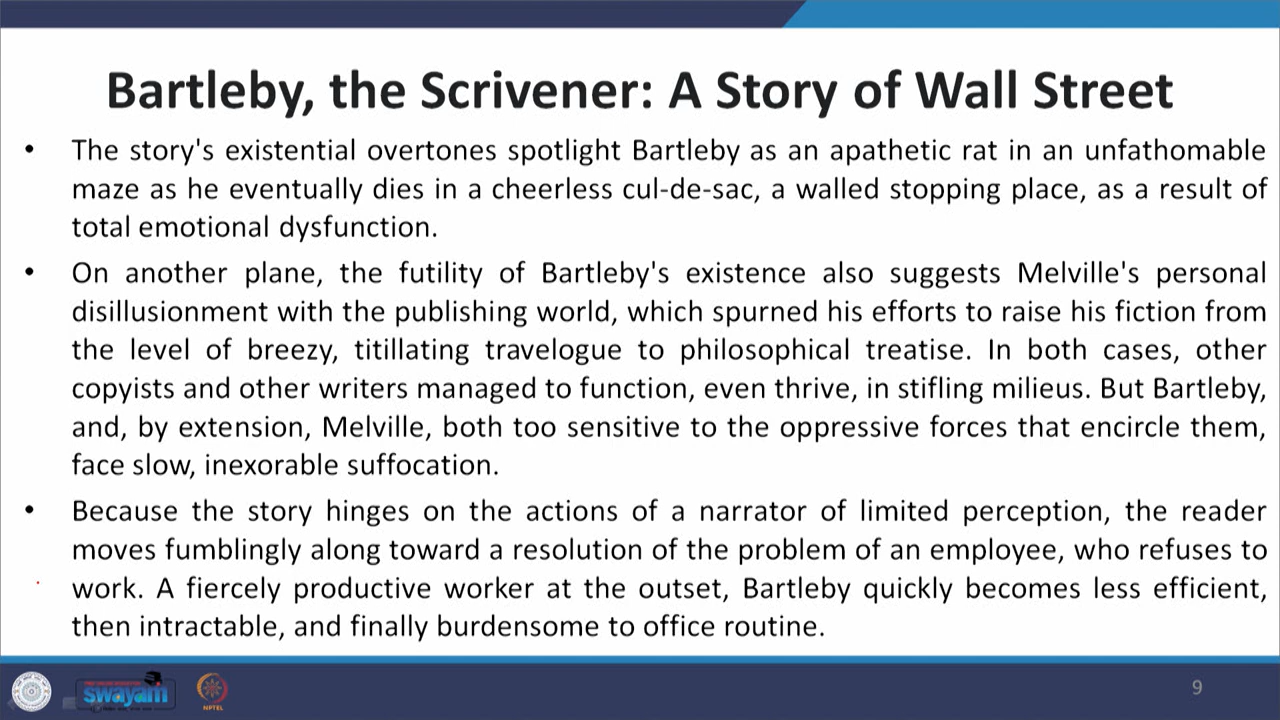 Bartleby, the Scrivener: A Story of Wall Street
• The story's existential overtones spotlight Bartleby as an apathetic rat in an unfathomable
maze as he eventually dies in a cheerless cul-de-sac, a walled stopping place, as a result of
total emotional dysfunction.
• On another plane, the futility of Bartleby's existence also suggests Melville's personal
disillusionment with the publishing world, which spurned his efforts to raise his fiction from
the level of breezy, titillating travelogue to philosophical treatise. In both cases, other
copyists and other writers managed to function, even thrive, in stifling milieus. But Bartleby,
and, by extension, Melville, both too sensitive to the oppressive forces that encircle them,
face slow, inexorable suffocation.
• Because the story hinges on the actions of a narrator of limited perception, the reader
moves fumblingly along toward a resolution of the problem of an employee, who refuses to
work. A fiercely productive worker at the outset, Bartleby quickly becomes less efficient,
then intractable, and finally burdensome to office routine.
swayam
NPTEL
9